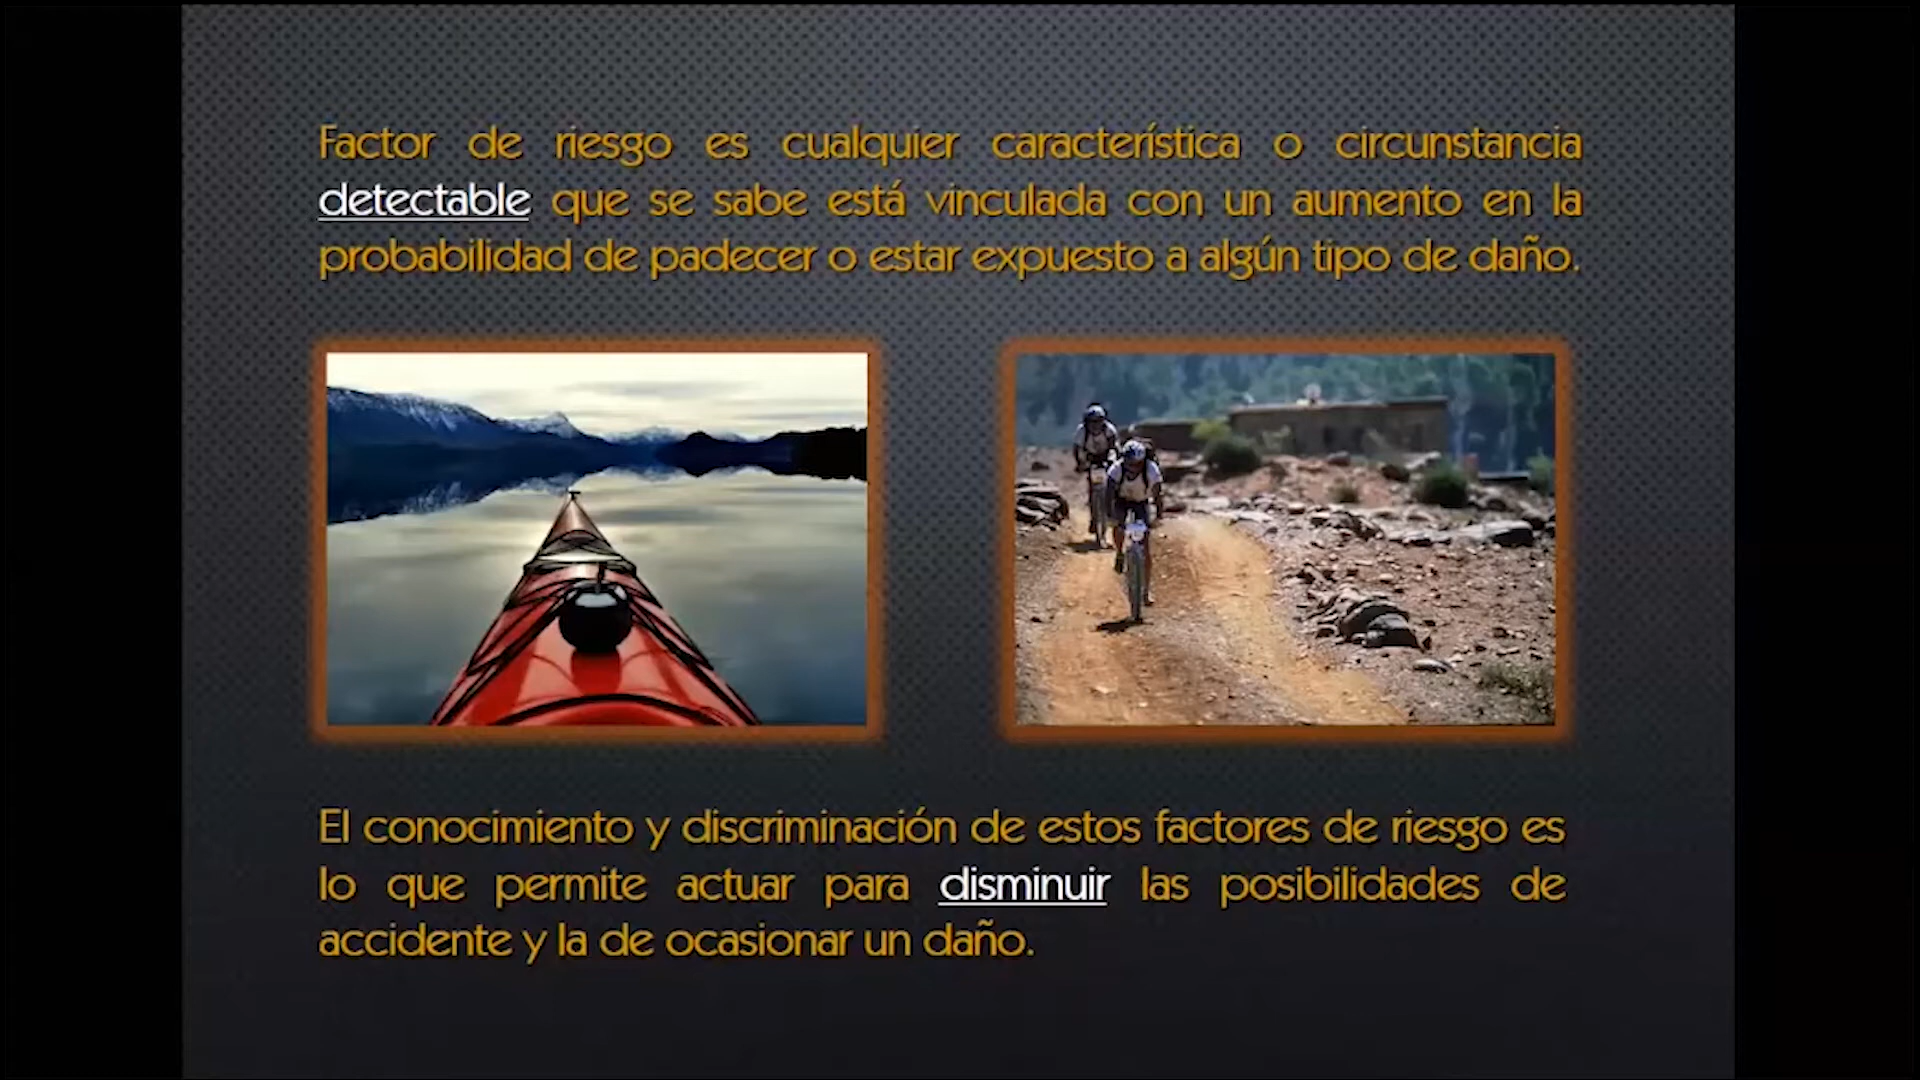 Factor de riesgo es cualquier característica o circunstancia
detectable que se sabe está vinculada con un aumento en la
probabilidad de padecer o estar expuesto a algún tipo de daño.
El conocimiento y discriminación de estos factores de riesgo es
lo que permite actuar para disminuir las posibilidades de
accidente y la de ocasionar un daño.